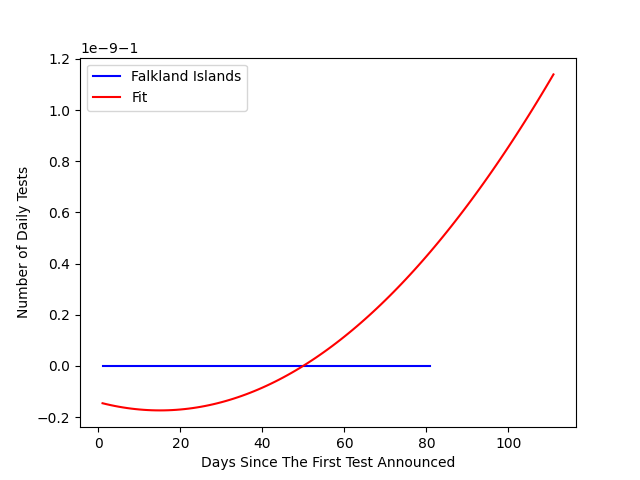 1e−9−1
Falkland Islands
Fit
Number of Daily Tests
1.2
1.0
0.8
0.6
0.4
0.2
0.0
−0.2
0 20 40 60 80 100
Days Since The First Test Announced